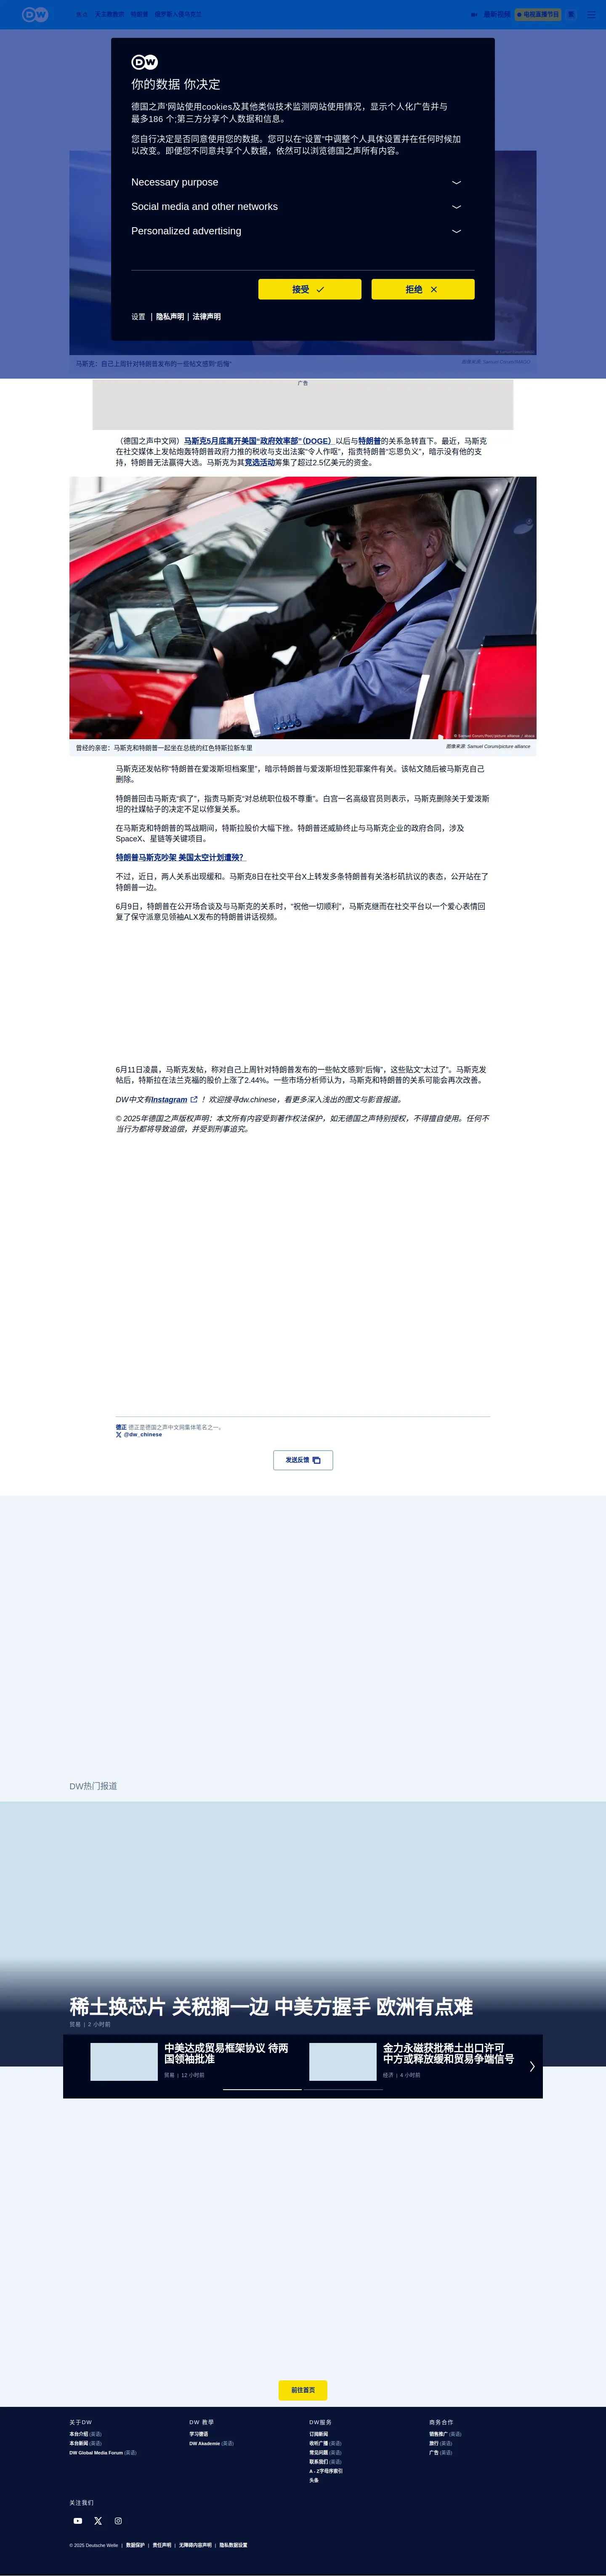 DW
最新视频
电视直播节目
繁
DW
你的数据 你决定
德国之声'网站使用cookies及其他类似技术监测网站使用情况，显示个人化广告并与
最多186 个;第三方分享个人数据和信息。
您自行决定是否同意使用您的数据。您可以在"设置"中调整个人具体设置并在任何时候加
以改变。即便您不同意共享个人数据，依然可以浏览德国之声所有内容。
Necessary purpose
Social media and other networks
Personalized advertising
接受
拒绝
设置 | 隐私声明 | 法律声明
马斯克：自己上周针对特朗普发布的一些帖文感到"后悔"
广告
（德国之声中文网）马斯克5月底离开美国"政府效率部"（DOGE）以后与特朗普的关系急转直下。最近，马斯克
在社交媒体上发帖炮轰特朗普政府力推的税收与支出法案"令人作呕"，指责特朗普"忘恩负义"，暗示没有他的支
持，特朗普无法赢得大选。马斯克为其竞选活动筹集了超过2.5亿美元的资金。
曾经的亲密：马斯克和特朗普一起坐在总统的红色特斯拉新车里
图像来源: Samuel Corum/picture alliance
马斯克还发帖称"特朗普在爱泼斯坦档案里"，暗示特朗普与爱泼斯坦性犯罪案件有关。该帖文随后被马斯克自己
删除。
特朗普回击马斯克"疯了"，指责马斯克"对总统职位极不尊重"。白宫一名高级官员则表示，马斯克删除关于爱泼斯
坦的社媒帖子的决定不足以修复关系。
在马斯克和特朗普的骂战期间，特斯拉股价大幅下挫。特朗普还威胁终止与马斯克企业的政府合同，涉及
SpaceX、星链等关键项目。
特朗普马斯克吵架 美国太空计划遭殃？
不过，近日，两人关系出现缓和。马斯克8日在社交平台X上转发多条特朗普有关洛杉矶抗议的表态，公开站在了
特朗普一边。
6月9日，特朗普在公开场合谈及与马斯克的关系时，"祝他一切顺利"，马斯克继而在社交平台以一个爱心表情回
复了保守派意见领袖ALX发布的特朗普讲话视频。
6月11日凌晨，马斯克发帖，称对自己上周针对特朗普发布的一些帖文感到"后悔"，这些贴文"太过了"。马斯克发
帖后，特斯拉在法兰克福的股价上涨了2.44%。一些市场分析师认为，马斯克和特朗普的关系可能会再次改善。
DW中文有Instagram ！欢迎搜寻dw.chinese，看更多深入浅出的图文与影音报道。
© 2025年德国之声版权声明：本文所有内容受到著作权法保护，如无德国之声特别授权，不得擅自使用。任何不
当行为都将导致追偿，并受到刑事追究。
德正 德正是德国之声中文网集体笔名之一。
@dw_chinese
发送反馈
DW热门报道
稀土换芯片 关税搁一边 中美方握手 欧洲有点难
贸易 | 2 小时前
中美达成贸易框架协议 待两
国领袖批准
贸易 | 12 小时前
金力永磁获批稀土出口许可
中方或释放缓和贸易争端信号
经济 | 4 小时前
前往首页
关于DW
本台介绍 (英语)
本台新闻 (英语)
DW Global Media Forum (英语)
DW 教學
学习德语
DW Akademie (英语)
DW服务
订阅新闻
收听广播 (英语)
常见问题 (英语)
联系我们 (英语)
A - Z字母序索引
头条
商务合作
销售推广 (英语)
旅行 (英语)
广告 (英语)
关注我们
© 2025 Deutsche Welle | 数据保护 | 责任声明 | 无障碍内容声明 | 隐私数据设置